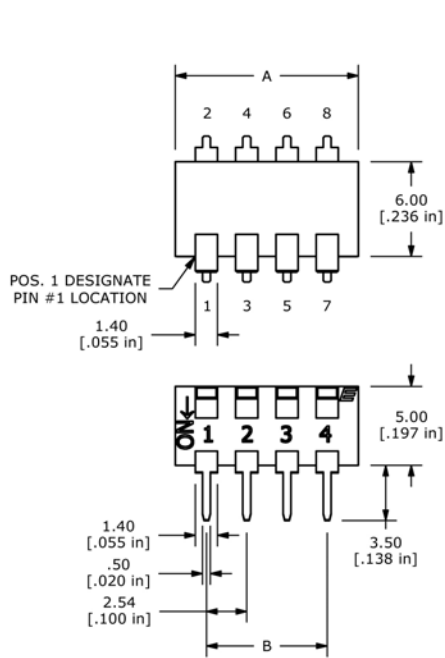 A
2 4 6 8
6.00
[.236 in]
POS. 1 DESIGNATE
PIN #1 LOCATION
1 3 5 7
1.40
[.055 in]
ON
1 2 3 4
E
5.00
[.197 in]
1.40
[.055 in]
.50
[.020 in]
2.54
[.100 in]
3.50
[.138 in]
B